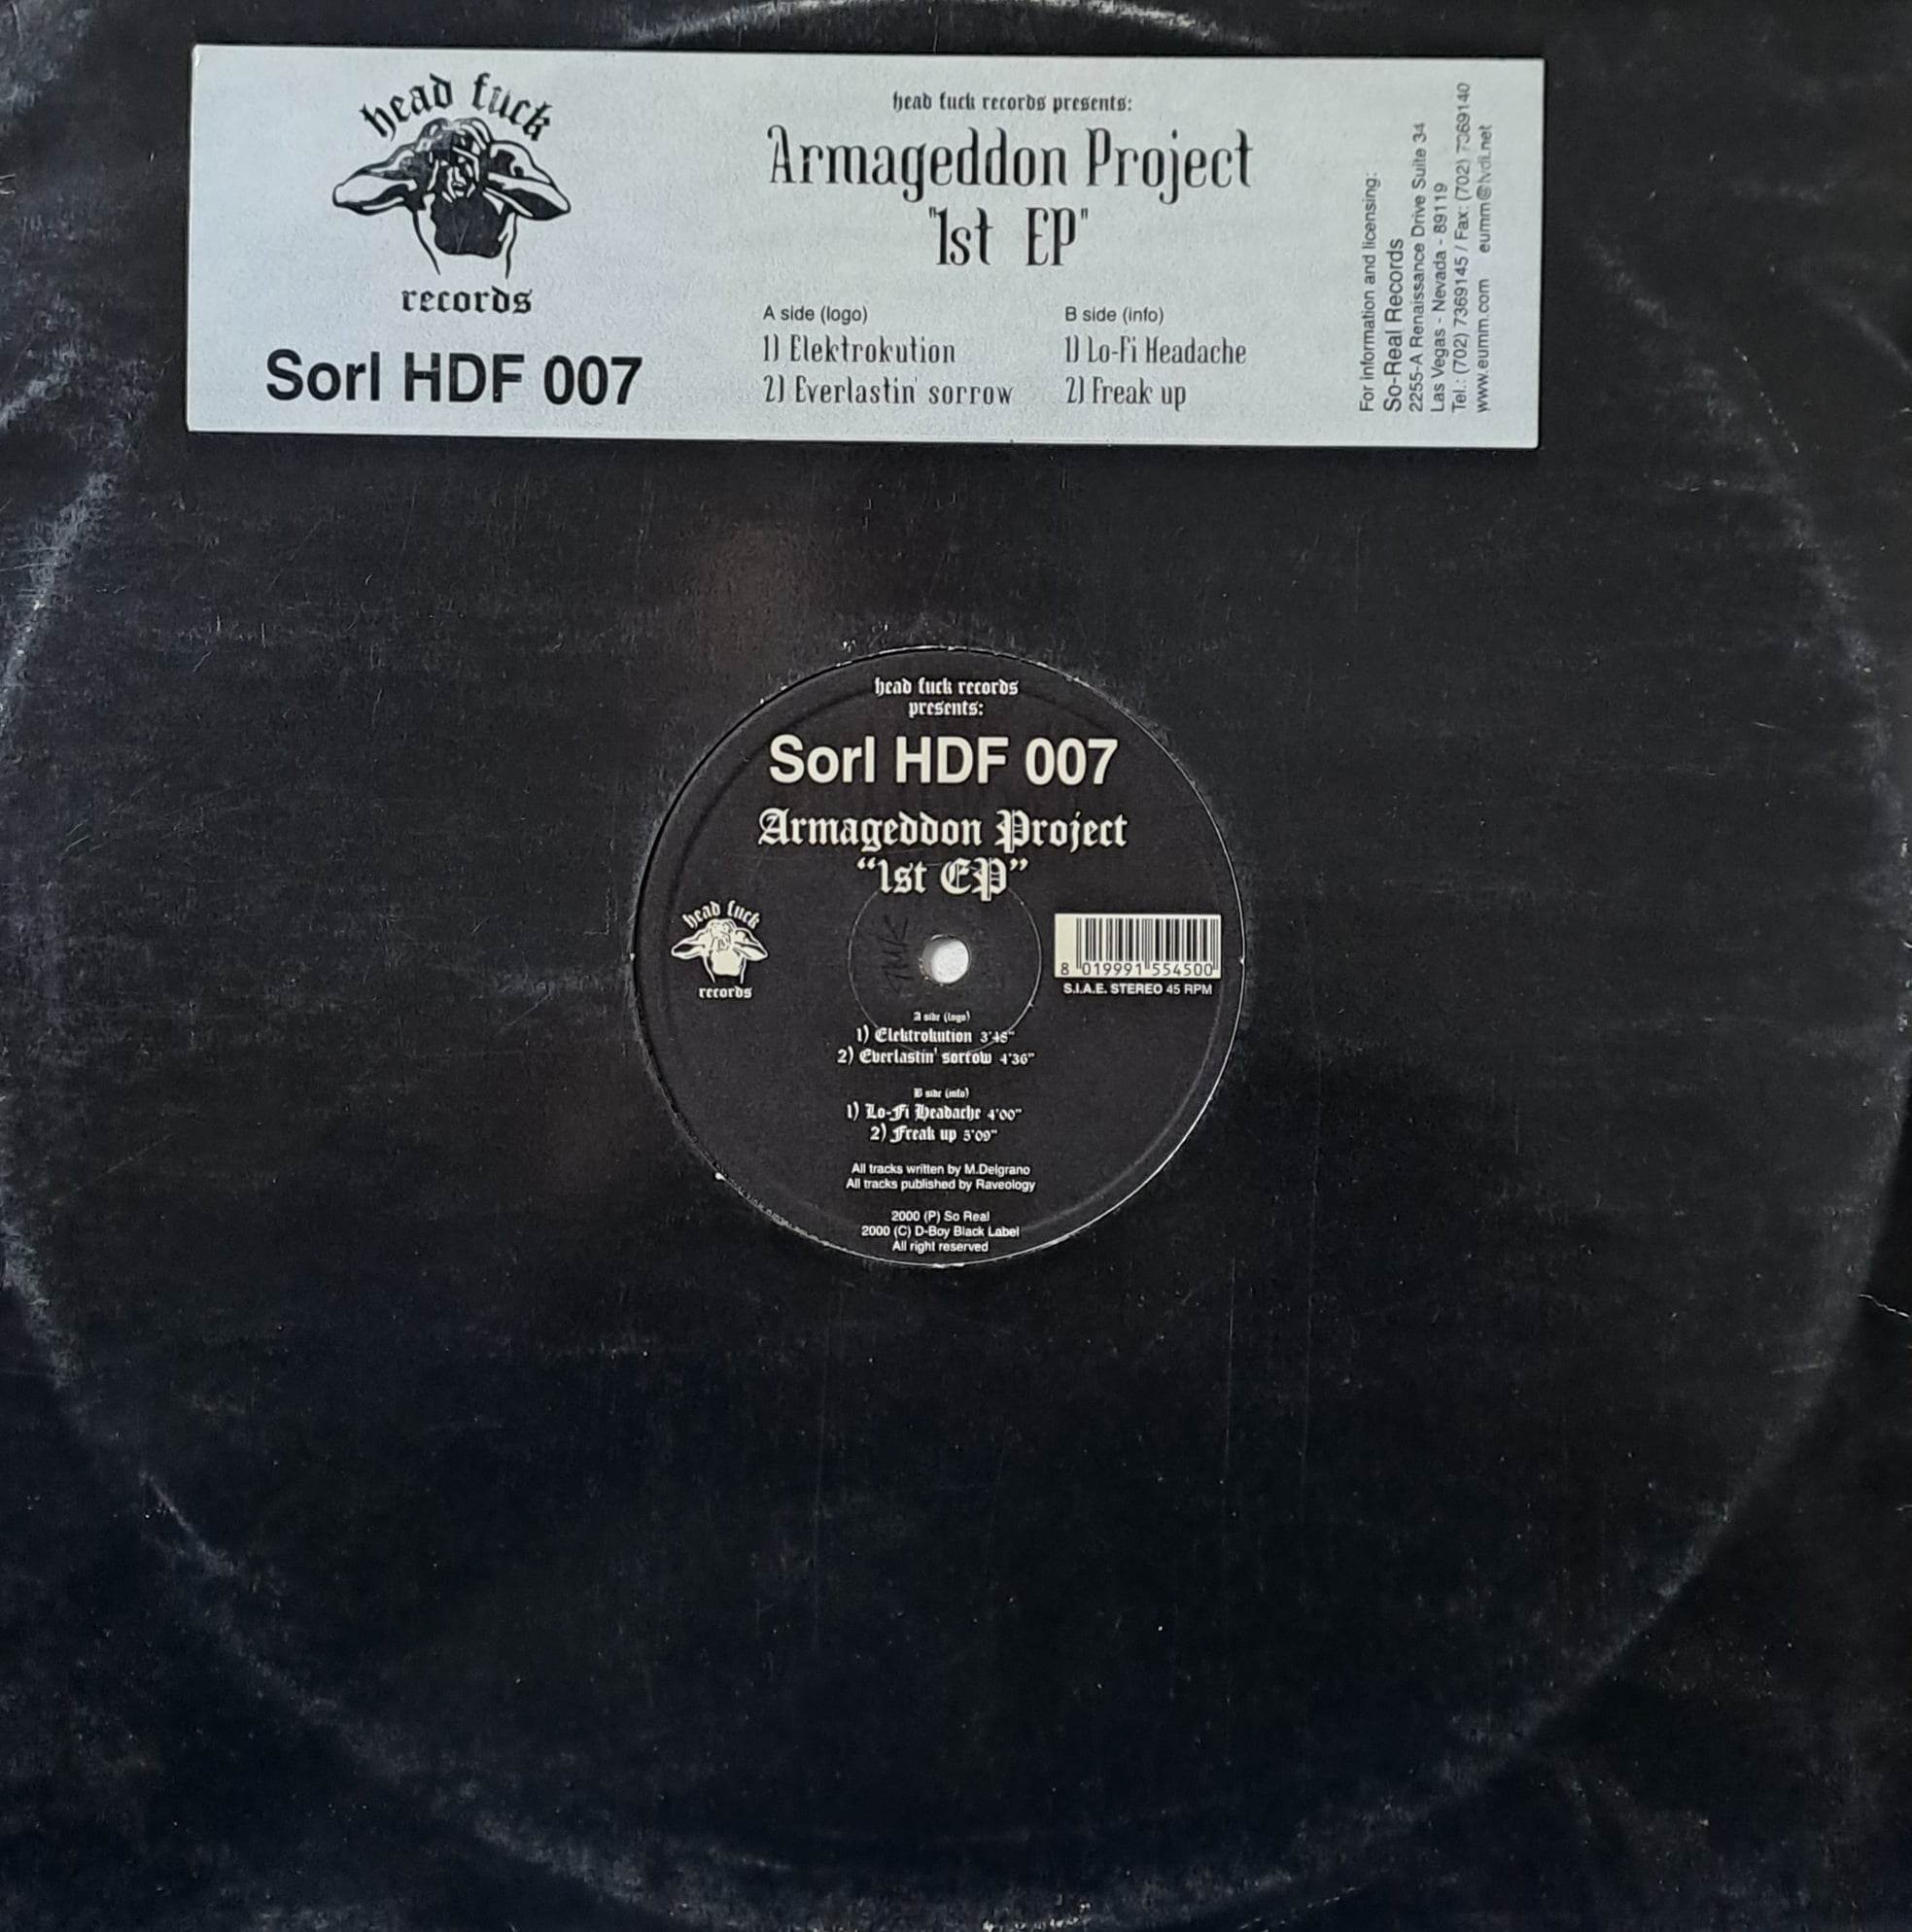 head fuck
records
Sorl HDF 007
head fuck records presents:
Armageddon Project
"1st EP"
A side (logo)
1) Elektrokution
2) Everlastin' sorrow
B side (info)
1) Lo-Fi Headache
2) Freak up
For information and licensing:
So-Real Records
2255-A Renaissance Drive Suite 34
Las Vegas - Nevada - 89119
Tel.: (702) 7369145 / Fax: (702) 7369140
www.eumm.com eumm@lvdi.net
head fuck records
presents:
Sorl HDF 007
Armageddon Project
“1st EP”
head fuck
records
8 019991 554500
S.I.A.E. STEREO 45 RPM
A side (logo)
1) Elektrokution
2) Everlastin' sorrow 4'36"
B side (info)
1) Lo-Fi Headache 4'00"
2) Freak up 5'09"
All tracks written by M.Delgrano
All tracks published by Raveology
2000 (P) So Real
2000 (C) D-Boy Black Label
All right reserved